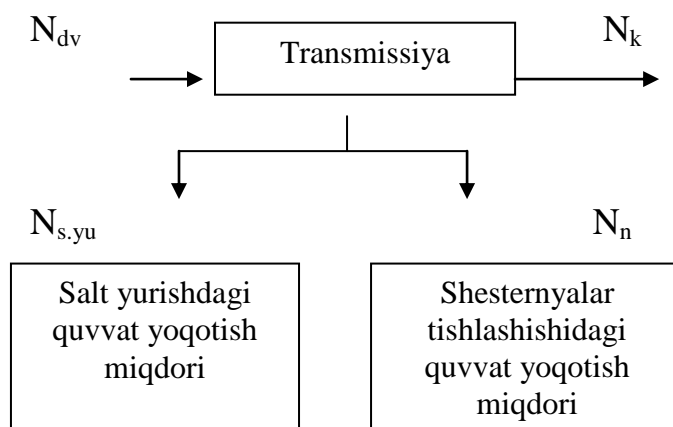 N_dv
Transmissiya
N_k
N_s.yu
N_n
Salt yurishdagi
quvvat yoqotish
miqdori
Shesternyalar
tishlashishidagi
quvvat yoqotish
miqdori